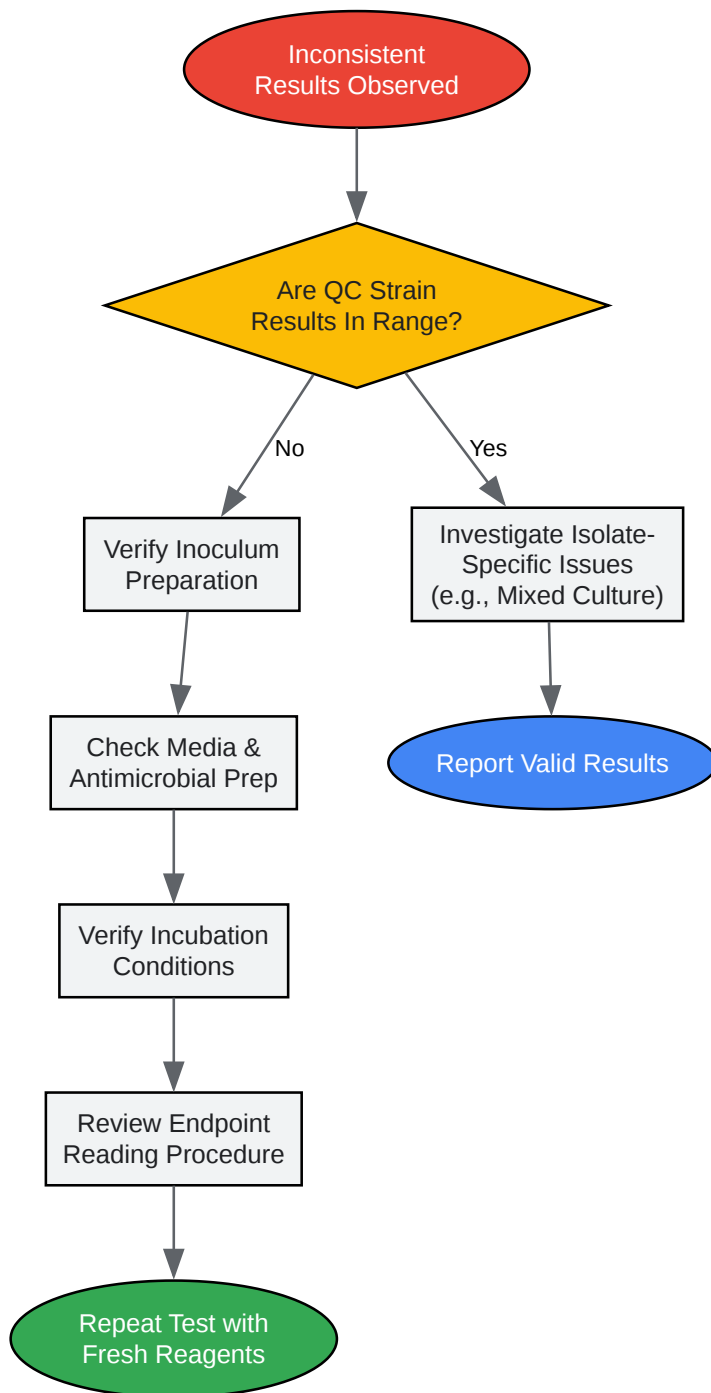 Inconsistent
Results Observed
Are QC Strain
Results In Range?
No
Yes
Verify Inoculum
Preparation
Investigate Isolate-
Specific Issues
(e.g., Mixed Culture)
Check Media &
Antimicrobial Prep
Report Valid Results
Verify Incubation
Conditions
Review Endpoint
Reading Procedure
Repeat Test with
Fresh Reagents